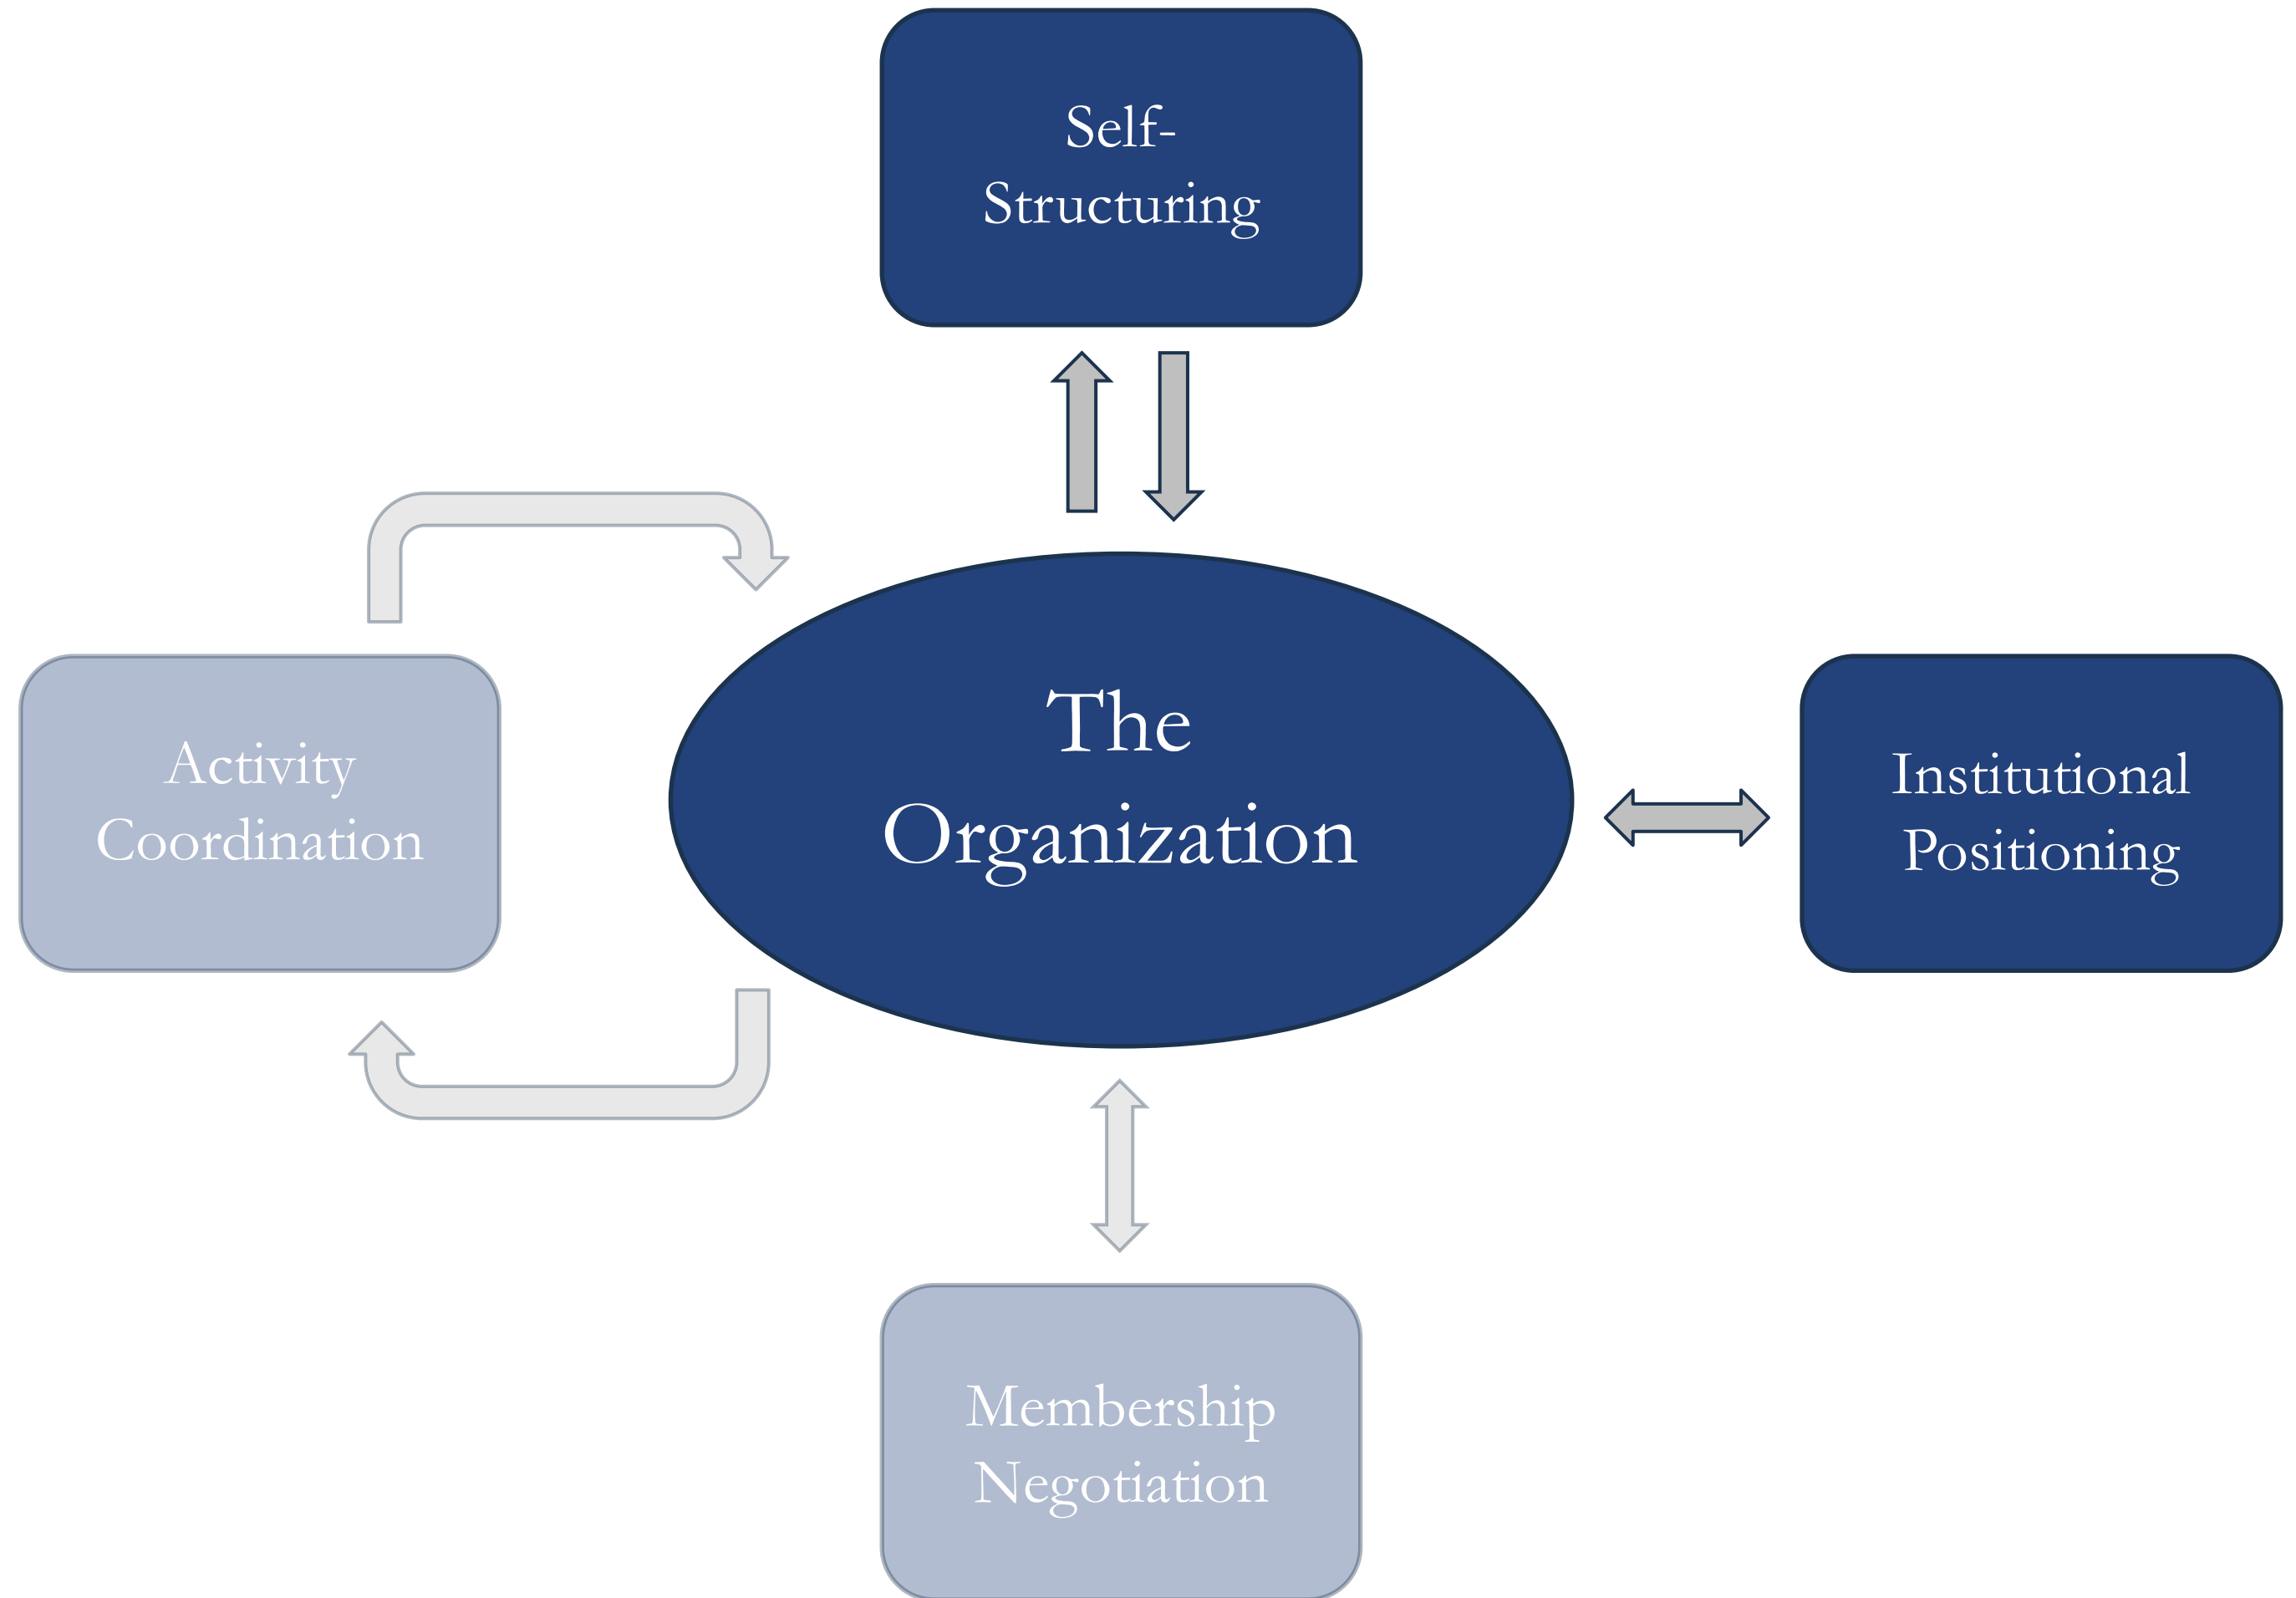 Self-
Structuring
The
Organization
Activity
Coordination
Institutional
Positioning
Membership
Negotiation